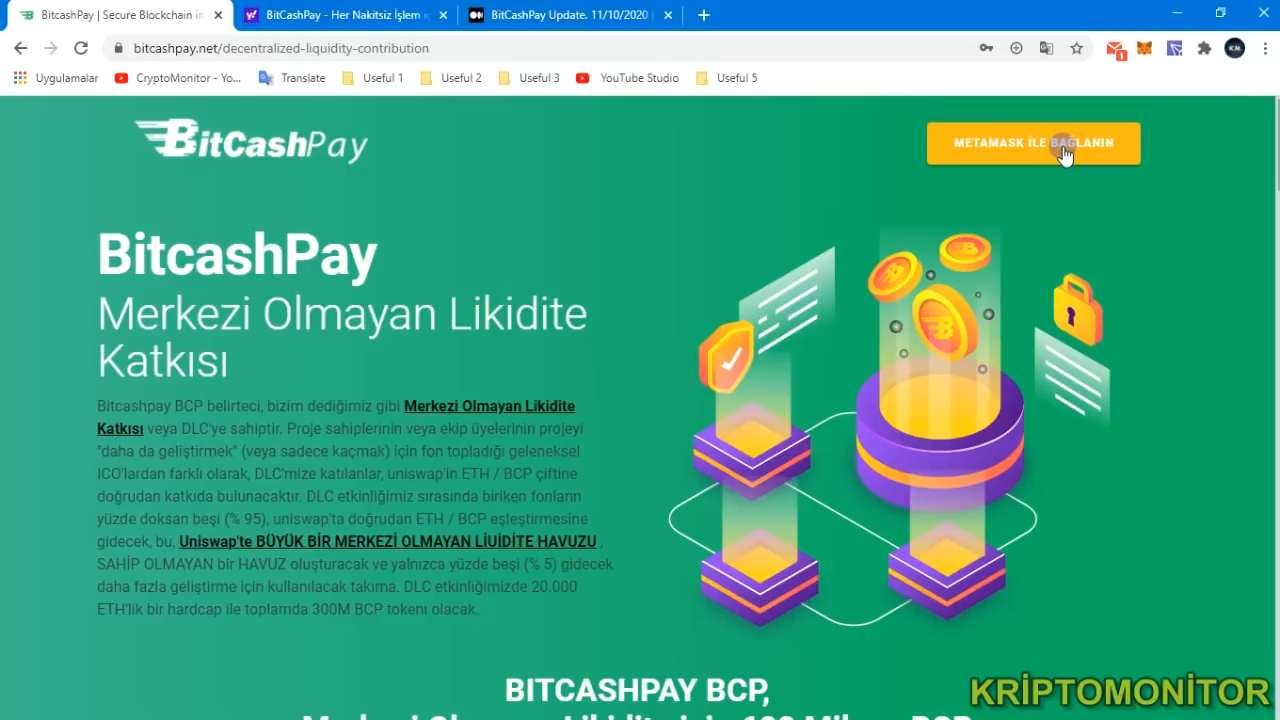 BitcashPay | Secure Blockchain in
BitCashPay - Her Nakitsiz İşlem iç
BitCashPay Update. 11/10/2020
bitcashpay.net/decentralized-liquidity-contribution
1
KM
Uygulamalar
CryptoMonitor - Yo...
Translate
Useful 1
Useful 2
Useful 3
YouTube Studio
Useful 5
BitCashPay
METAMASK İLE BAĞLANIN
BitcashPay
Merkezi Olmayan Likidite
Katkısı
Bitcashpay BCP belirteci, bizim dediğimiz gibi Merkezi Olmayan Likidite
Katkısı veya DLC'ye sahiptir. Proje sahiplerinin veya ekip üyelerinin projeyi
"daha da geliştirmek" (veya sadece kaçmak) için fon topladığı geleneksel
ICO'lardan farklı olarak, DLC'mize katılanlar, uniswap'in ETH / BCP çiftine
doğrudan katkıda bulunacaktır. DLC etkinliğimiz sırasında biriken fonların
yüzde doksan beşi (% 95), uniswap'ta doğrudan ETH / BCP eşleştirmesine
gidecek, bu, Uniswap'te BÜYÜK BİR MERKEZİ OLMAYAN LİUİDİTE HAVUZU ,
SAHİP OLMAYAN bir HAVUZ oluşturacak ve yalnızca yüzde beşi (% 5) gidecek
daha fazla geliştirme için kullanılacak takıma. DLC etkinliğimizde 20.000
ETH'lik bir hardcap ile toplamda 300M BCP tokenı olacak.
BITCASHPAY BCP,
KRİPTOMONİTOR